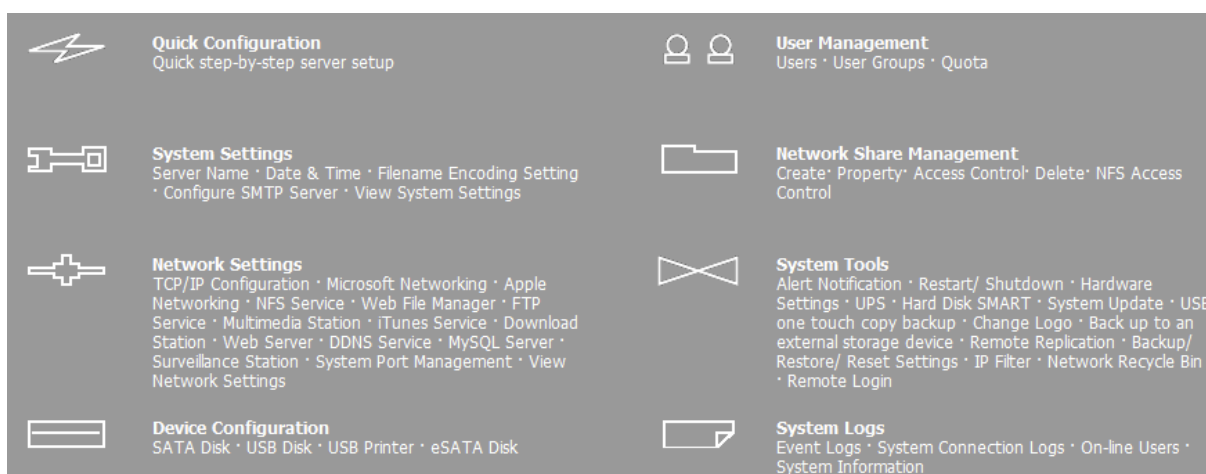 Quick Configuration
Quick step-by-step server setup
User Management
Users · User Groups · Quota
System Settings
Server Name · Date & Time · Filename Encoding Setting
· Configure SMTP Server · View System Settings
Network Share Management
Create· Property· Access Control· Delete· NFS Access
Control
Network Settings
TCP/IP Configuration · Microsoft Networking · Apple
Networking · NFS Service · Web File Manager · FTP
Service · Multimedia Station · iTunes Service · Download
Station · Web Server · DDNS Service · MySQL Server ·
Surveillance Station · System Port Management · View
Network Settings
System Tools
Alert Notification · Restart/ Shutdown · Hardware
Settings · UPS · Hard Disk SMART · System Update · USB
one touch copy backup · Change Logo · Back up to an
external storage device · Remote Replication · Backup/
Restore/ Reset Settings · IP Filter · Network Recycle Bin
· Remote Login
Device Configuration
SATA Disk · USB Disk · USB Printer · eSATA Disk
System Logs
Event Logs · System Connection Logs · On-line Users ·
System Information